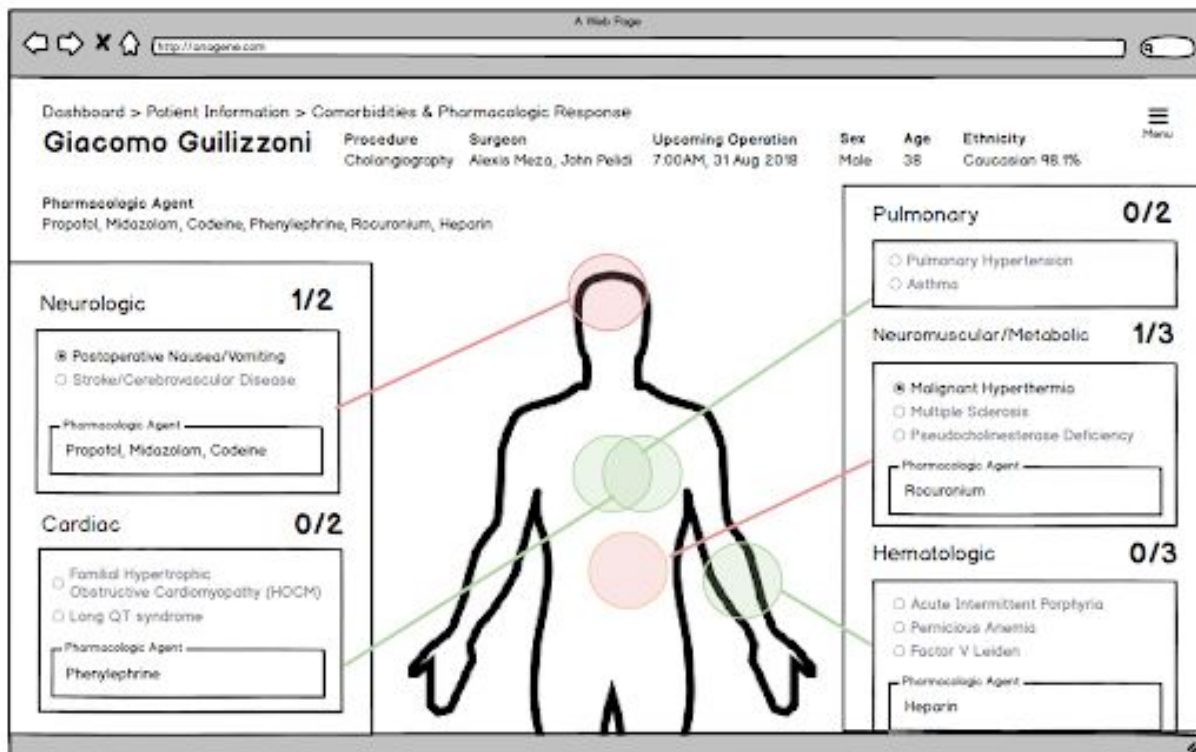 A Web Page
http://anagene.com
Dashboard > Patient Information > Comorbidities & Pharmacologic Response
Menu
Giacomo Guilizzoni
Procedure
Cholangiography
Surgeon
Alexis Meza, John Pelidi
Upcoming Operation
7:00AM, 31 Aug 2018
Sex
Male
Age
38
Ethnicity
Caucasian 98.1%
Pharmacologic Agent
Propofol, Midazolam, Codeine, Phenylephrine, Rocuronium, Heparin
Neurologic 1/2
Postoperative Nausea/Vomiting
Stroke/Cerebrovascular Disease
Pharmacologic Agent
Propofol, Midazolam, Codeine
Cardiac 0/2
Familial Hypertrophic
Obstructive Cardiomyopathy (HOCM)
Long QT syndrome
Pharmacologic Agent
Phenylephrine
Pulmonary 0/2
Pulmonary Hypertension
Asthma
Neuromuscular/Metabolic 1/3
Malignant Hyperthermia
Multiple Sclerosis
Pseudocholinesterase Deficiency
Pharmacologic Agent
Rocuronium
Hematologic 0/3
Acute Intermittent Porphyria
Pernicious Anemia
Factor V Leiden
Pharmacologic Agent
Heparin